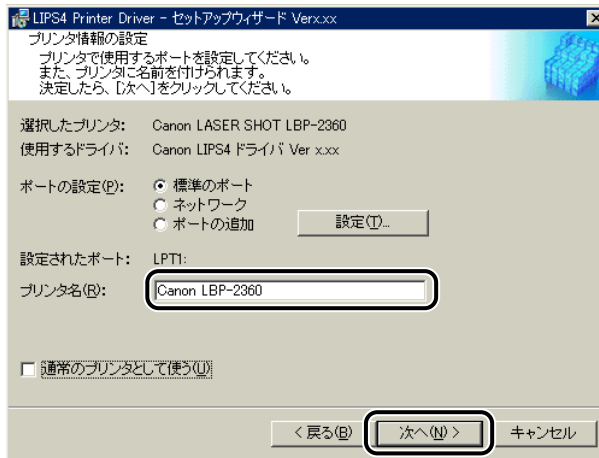 LIPS4 Printer Driver - セットアップウィザード Verx.xx
プリンタ情報の設定
プリンタで使用するポートを設定してください。
また、プリンタに名前を付けられます。
決定したら、[次へ]をクリックしてください。
選択したプリンタ: Canon LASER SHOT LBP-2360
使用するドライバ: Canon LIPS4 ドライバ Ver x.xx
ポートの設定(P): 標準のポート
ネットワーク
ポートの追加 設定(T)...
設定されたポート: LPT1:
プリンタ名(R): Canon LBP-2360
通常のプリンタとして使う(U)
< 戻る(B) 次へ(N) > キャンセル